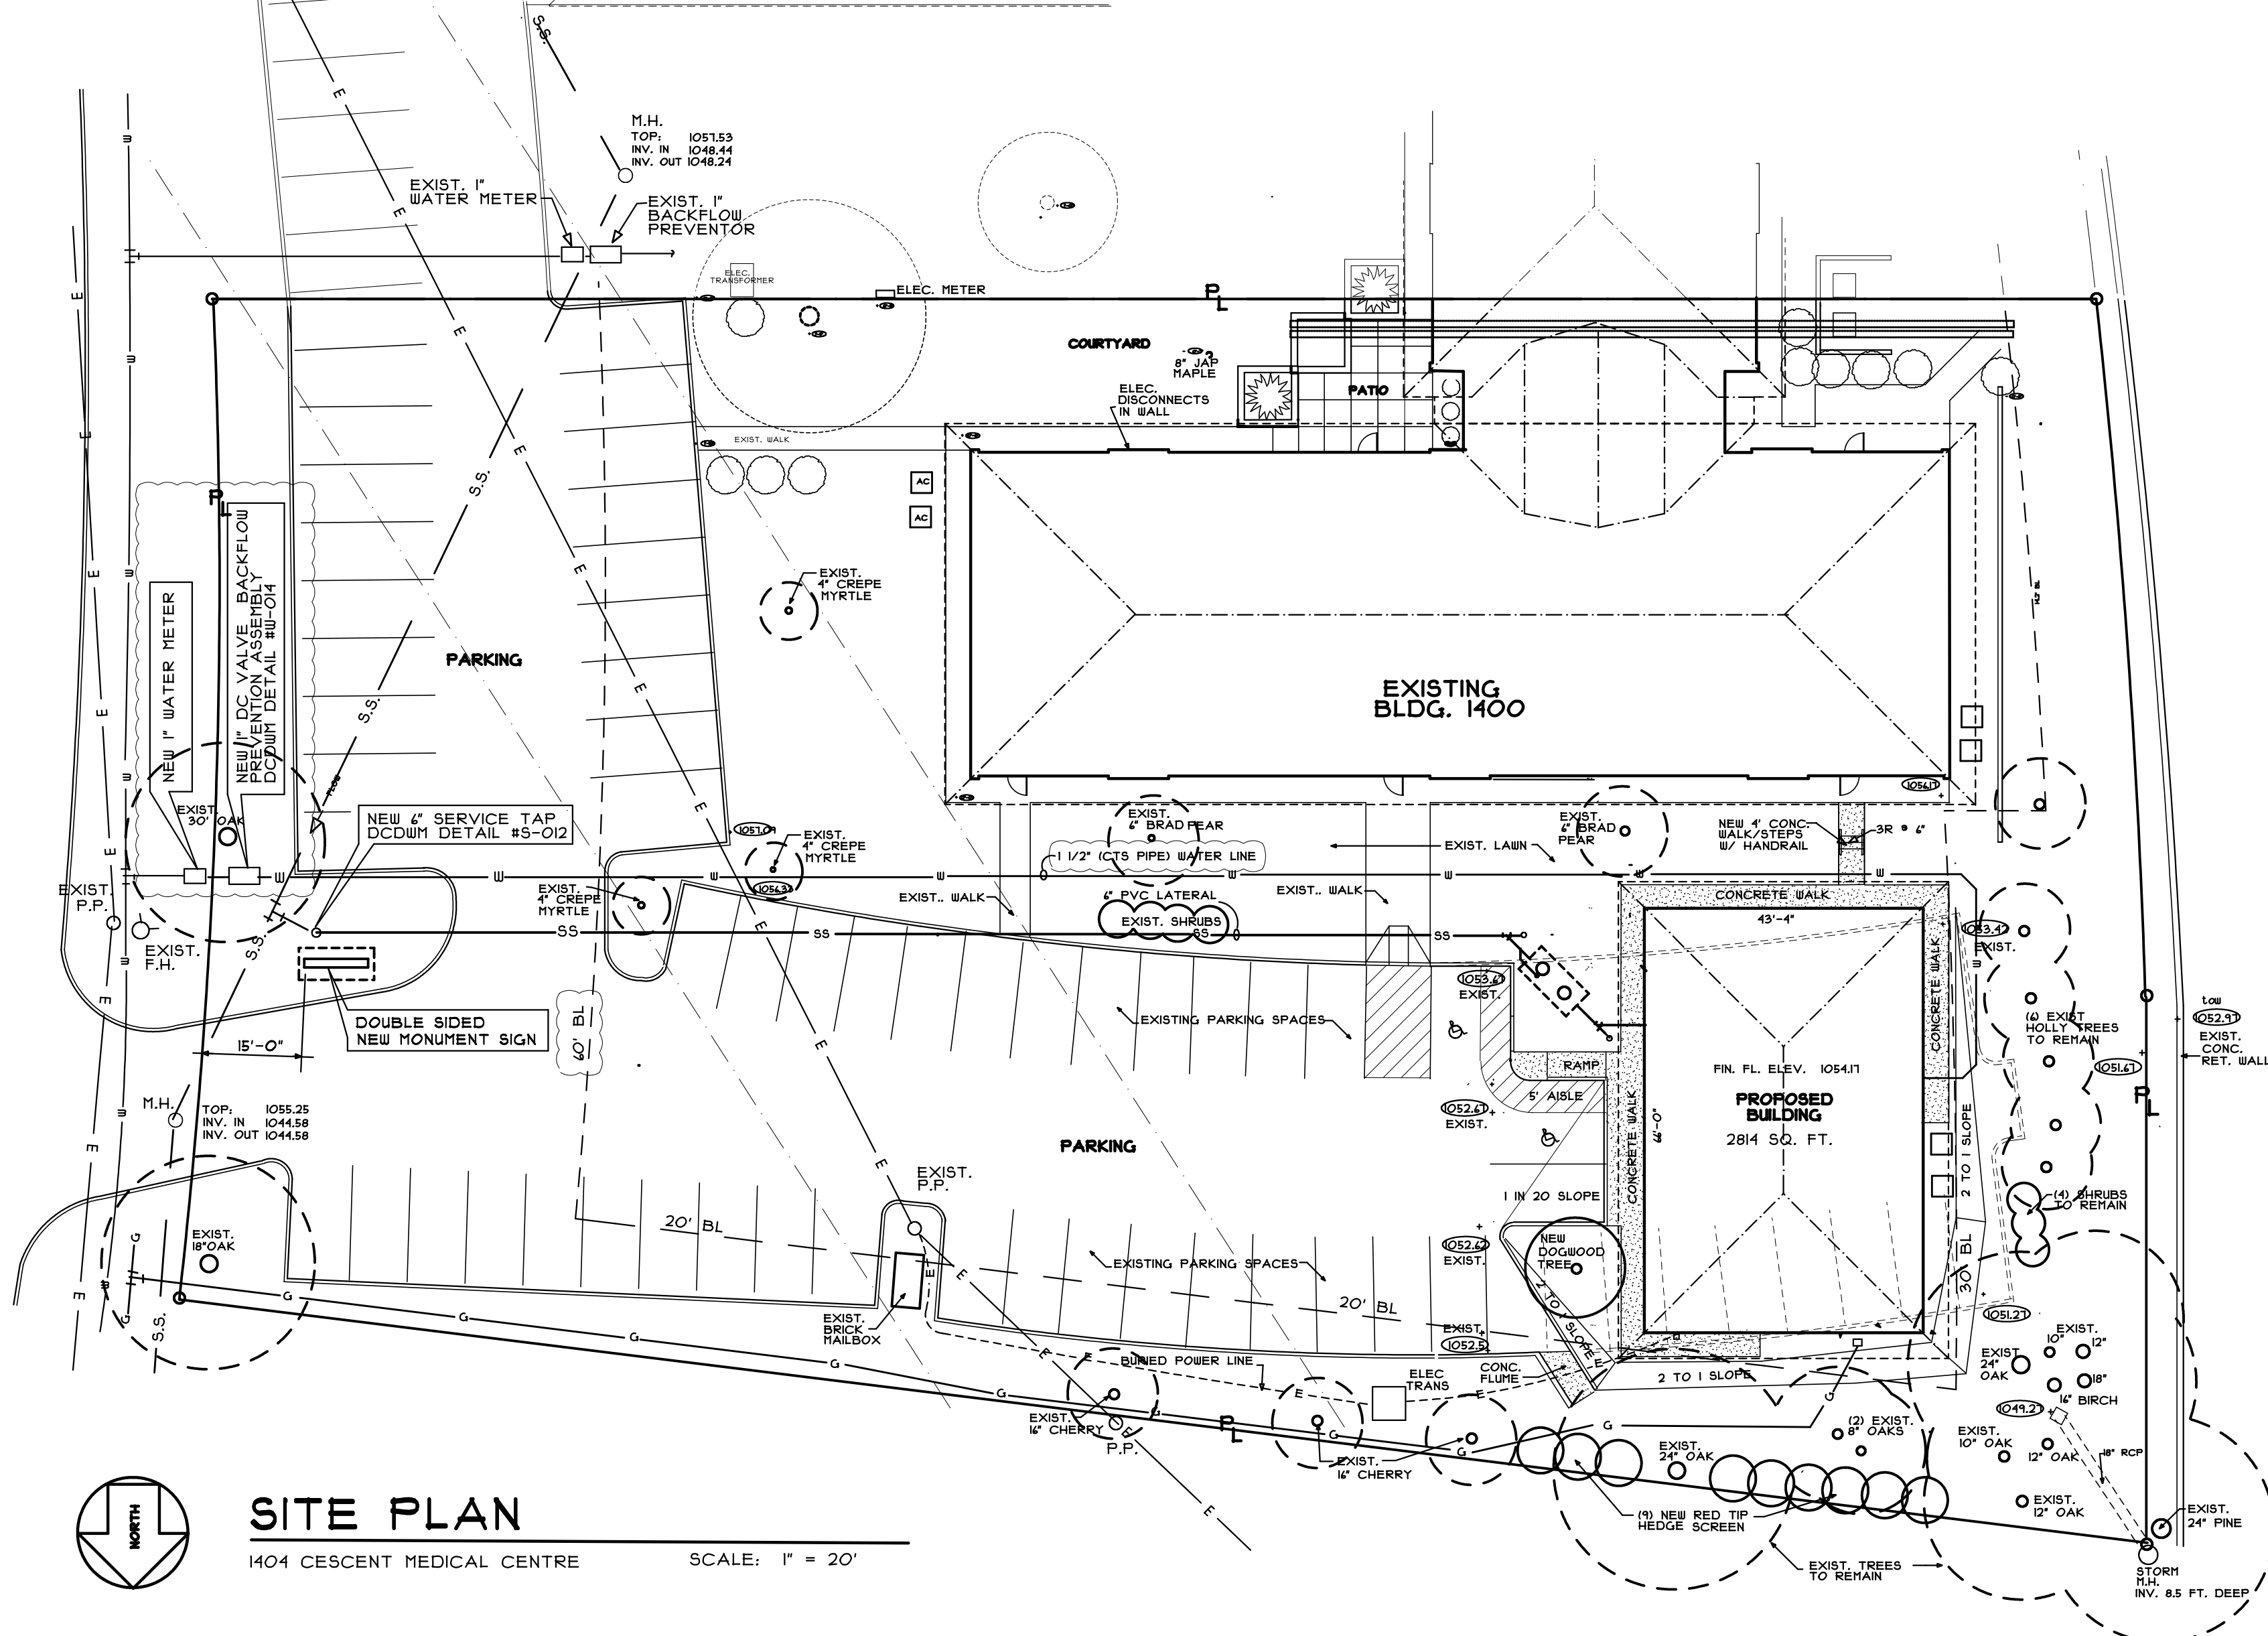 S.S.
E
M.H.
TOP: 1057.53
INV. IN 1048.44
INV. OUT 1048.24
EXIST. 1"
WATER METER
EXIST. 1"
BACKFLOW
PREVENTOR
ELEC.
TRANSFORMER
ELEC. METER
PL
COURTYARD
8" JAP
MAPLE
PATIO
ELEC.
DISCONNECTS
IN WALL
EXIST. WALK
AC
AC
PL
NEW 1" WATER METER
NEW 1" DC VALVE BACKFLOW
PREVENTION ASSEMBLY
DCDWM DETAIL #W-014
S.S.
EXIST.
4" CREPE
MYRTLE
PARKING
EXISTING
BLDG. 1400
S.S.
FLOW
EXIST.
30' OAK
NEW 6" SERVICE TAP
DCDWM DETAIL #S-012
1056.17
1057.09
EXIST.
4" CREPE
MYRTLE
EXIST.
6" BRAD PEAR
1 1/2" (CTS PIPE) WATER LINE
EXIST. LAWN
EXIST.
6" BRAD
PEAR
NEW 4' CONC.
WALK/STEPS
W/ HANDRAIL
3R @ 6"
EXIST.
P.P.
W
EXIST.
4" CREPE
MYRTLE
1056.33
EXIST.. WALK
6" PVC LATERAL
EXIST. SHRUBS
EXIST.. WALK
CONCRETE WALK
43'-4"
SS
SS
SS
SS
1053.47
EXIST.
EXIST.
F.H.
S.S.
1053.67
EXIST.
CONCRETE WALK
DOUBLE SIDED
NEW MONUMENT SIGN
60' BL
EXISTING PARKING SPACES
(6) EXIST
HOLLY TREES
TO REMAIN
tow
1052.97
EXIST.
CONC.
RET. WALL
15'-0"
RAMP
5' AISLE
FIN. FL. ELEV. 1054.17
PROPOSED
BUILDING
2814 SQ. FT.
66'-0"
CONCRETE WALK
1051.67
PL
M.H.
TOP: 1055.25
INV. IN 1044.58
INV. OUT 1044.58
1052.67
EXIST.
PARKING
2 TO 1 SLOPE
EXIST.
P.P.
1 IN 20 SLOPE
(4) SHRUBS
TO REMAIN
20' BL
EXIST.
18"OAK
1052.62
EXIST.
NEW
DOGWOOD
TREE
EXISTING PARKING SPACES
30' BL
2 TO 1 SLOPE
20' BL
1051.27
G
S.S.
EXIST.
BRICK
MAILBOX
EXIST.
1052.5
BURIED POWER LINE
CONC.
FLUME
ELEC
TRANS
2 TO 1 SLOPE
EXIST.
10"
12"
EXIST.
24"
OAK
18"
16" BIRCH
1049.27
EXIST.
16" CHERRY
P.P.
PL
EXIST.
16" CHERRY
EXIST.
24" OAK
(2) EXIST.
8" OAKS
EXIST.
10" OAK
12" OAK
18" RCP
EXIST.
12" OAK
EXIST.
24" PINE
(9) NEW RED TIP
HEDGE SCREEN
EXIST. TREES
TO REMAIN
STORM
M.H.
INV. 8.5 FT. DEEP
NORTH
SITE PLAN
1404 CESCENT MEDICAL CENTRE SCALE: 1" = 20'